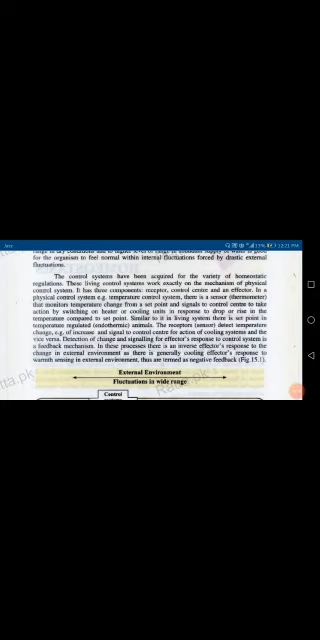 12:21 PM
for the organism to feel normal within internal fluctuations forced by drastic external
fluctuations.
The control systems have been acquired for the variety of homeostatic
regulations. These living control systems work exactly on the mechanism of physical
control system. It has three components: receptor, control centre and an effector. In a
physical control system e.g. temperature control system, there is a sensor (thermometer)
that monitors temperature change from a set point and signals to control centre to take
action by switching on heater or cooling units in response to drop or rise in the
temperature compared to set point. Similar to it in living system there is set point in
temperature regulated (endothermic) animals. The receptors (sensor) detect temperature
change, e.g of increase and signal to control centre for action of cooling systems and the
vice versa. Detection of change and signalling for effector's response to control system is
a feedback mechanism. In these processes there is an inverse effector's response to the
change in external environment as there is generally cooling effector's response to
warmth sensing in external environment, thus are termed as negative feedback (Fig 15.1).
External Environment
Fluctuations in wide range
Control